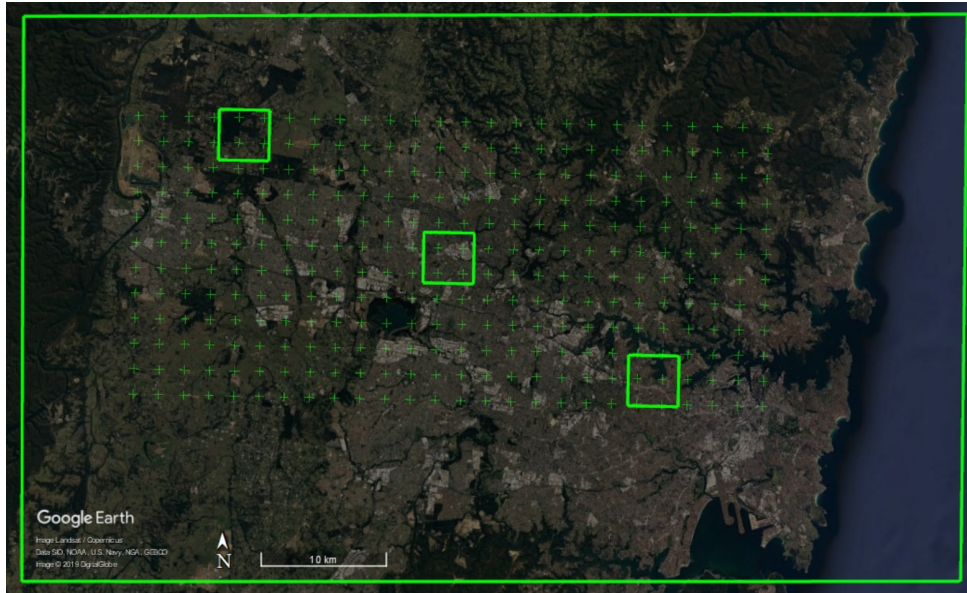 Google Earth
Image Landsat / Copernicus
Data SIO, NOAA, U.S. Navy, NGA, GEBCO
Image © 2019 DigitalGlobe
N
10 km